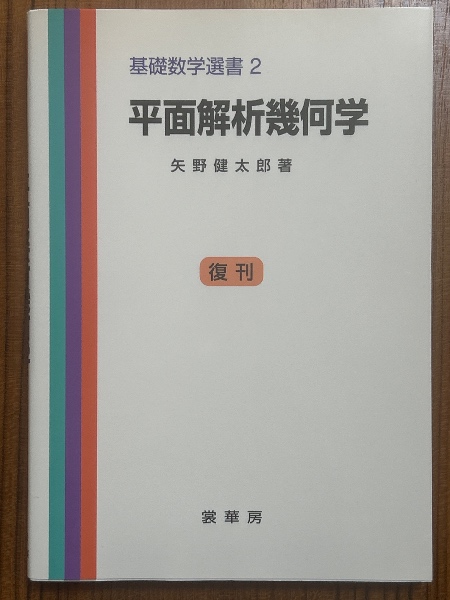 基礎数学選書 2
平面解析幾何学
矢野健太郎著
復刊
裳華房